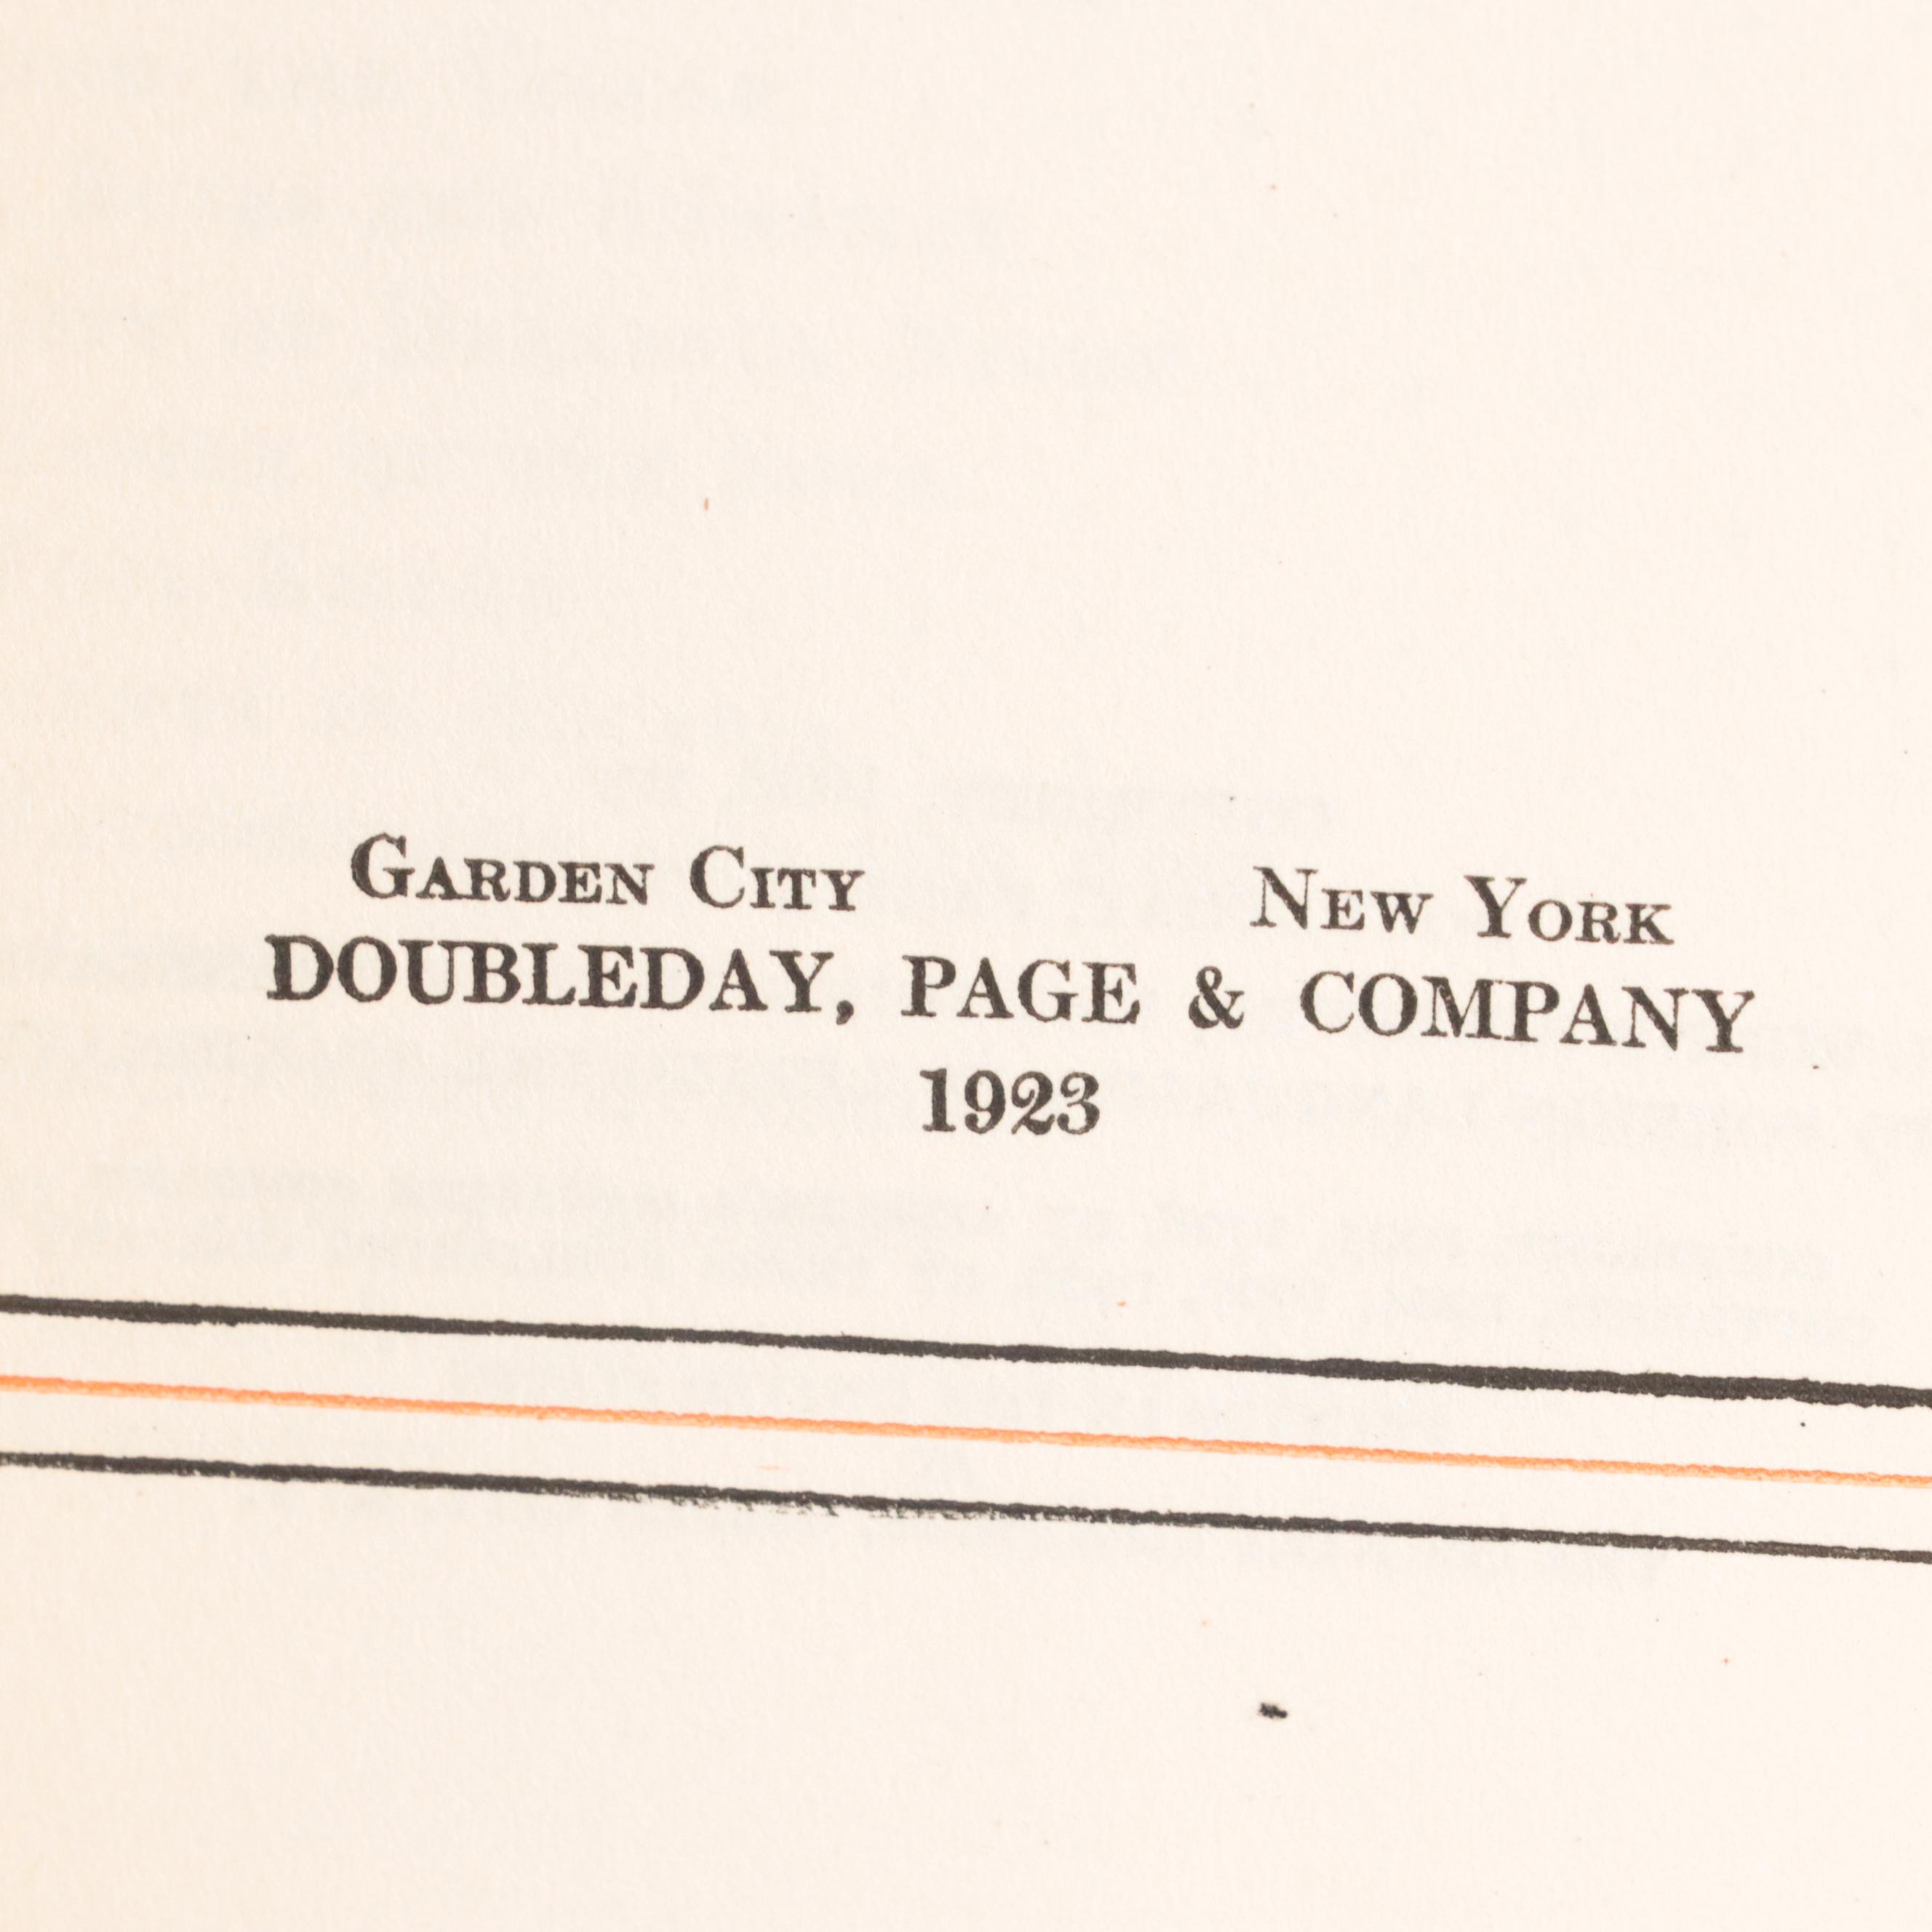 Garden City New York
DOUBLEDAY, PAGE & COMPANY
1923